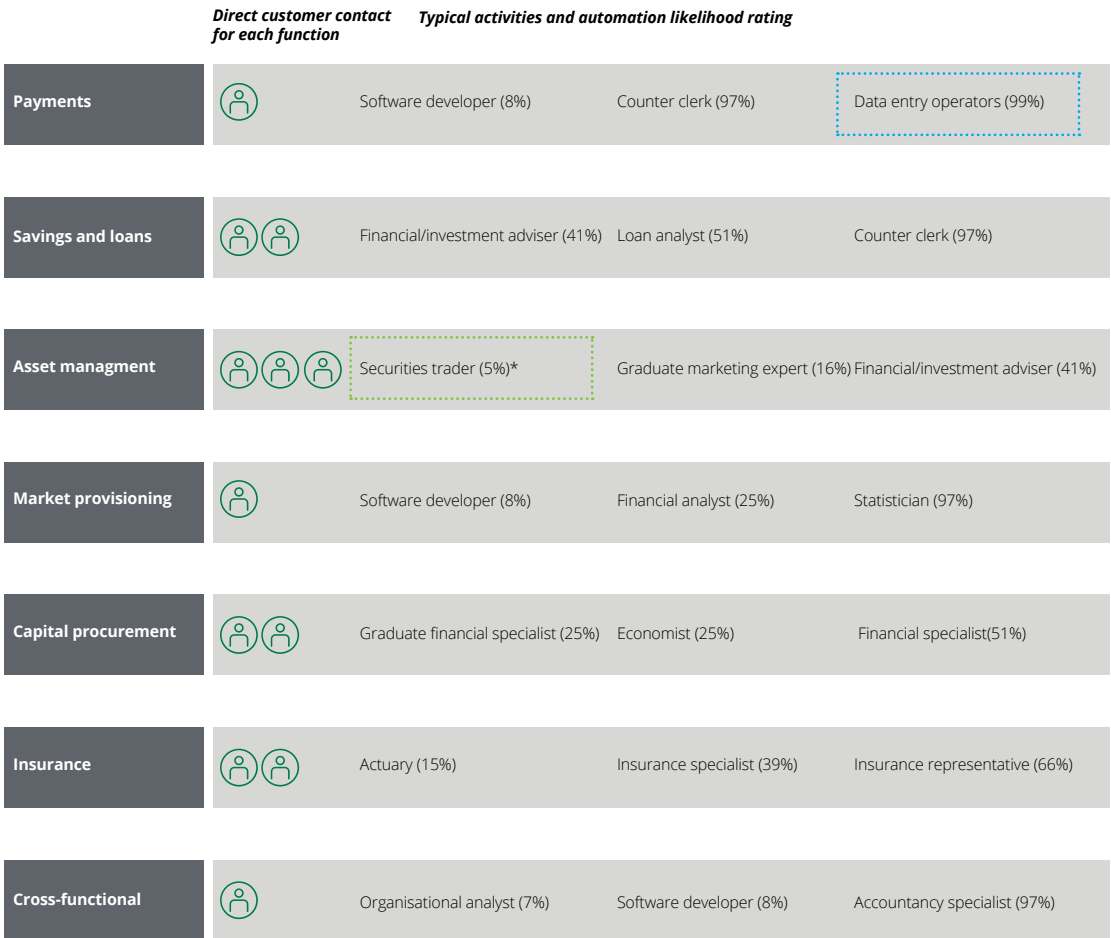 Direct customer contact
for each function
Typical activities and automation likelihood rating
Payments
Software developer (8%)
Counter clerk (97%)
Data entry operators (99%)
Savings and loans
Financial/investment adviser (41%)
Loan analyst (51%)
Counter clerk (97%)
Asset managment
Securities trader (5%)*
Graduate marketing expert (16%)
Financial/investment adviser (41%)
Market provisioning
Software developer (8%)
Financial analyst (25%)
Statistician (97%)
Capital procurement
Graduate financial specialist (25%)
Economist (25%)
Financial specialist(51%)
Insurance
Actuary (15%)
Insurance specialist (39%)
Insurance representative (66%)
Cross-functional
Organisational analyst (7%)
Software developer (8%)
Accountancy specialist (97%)